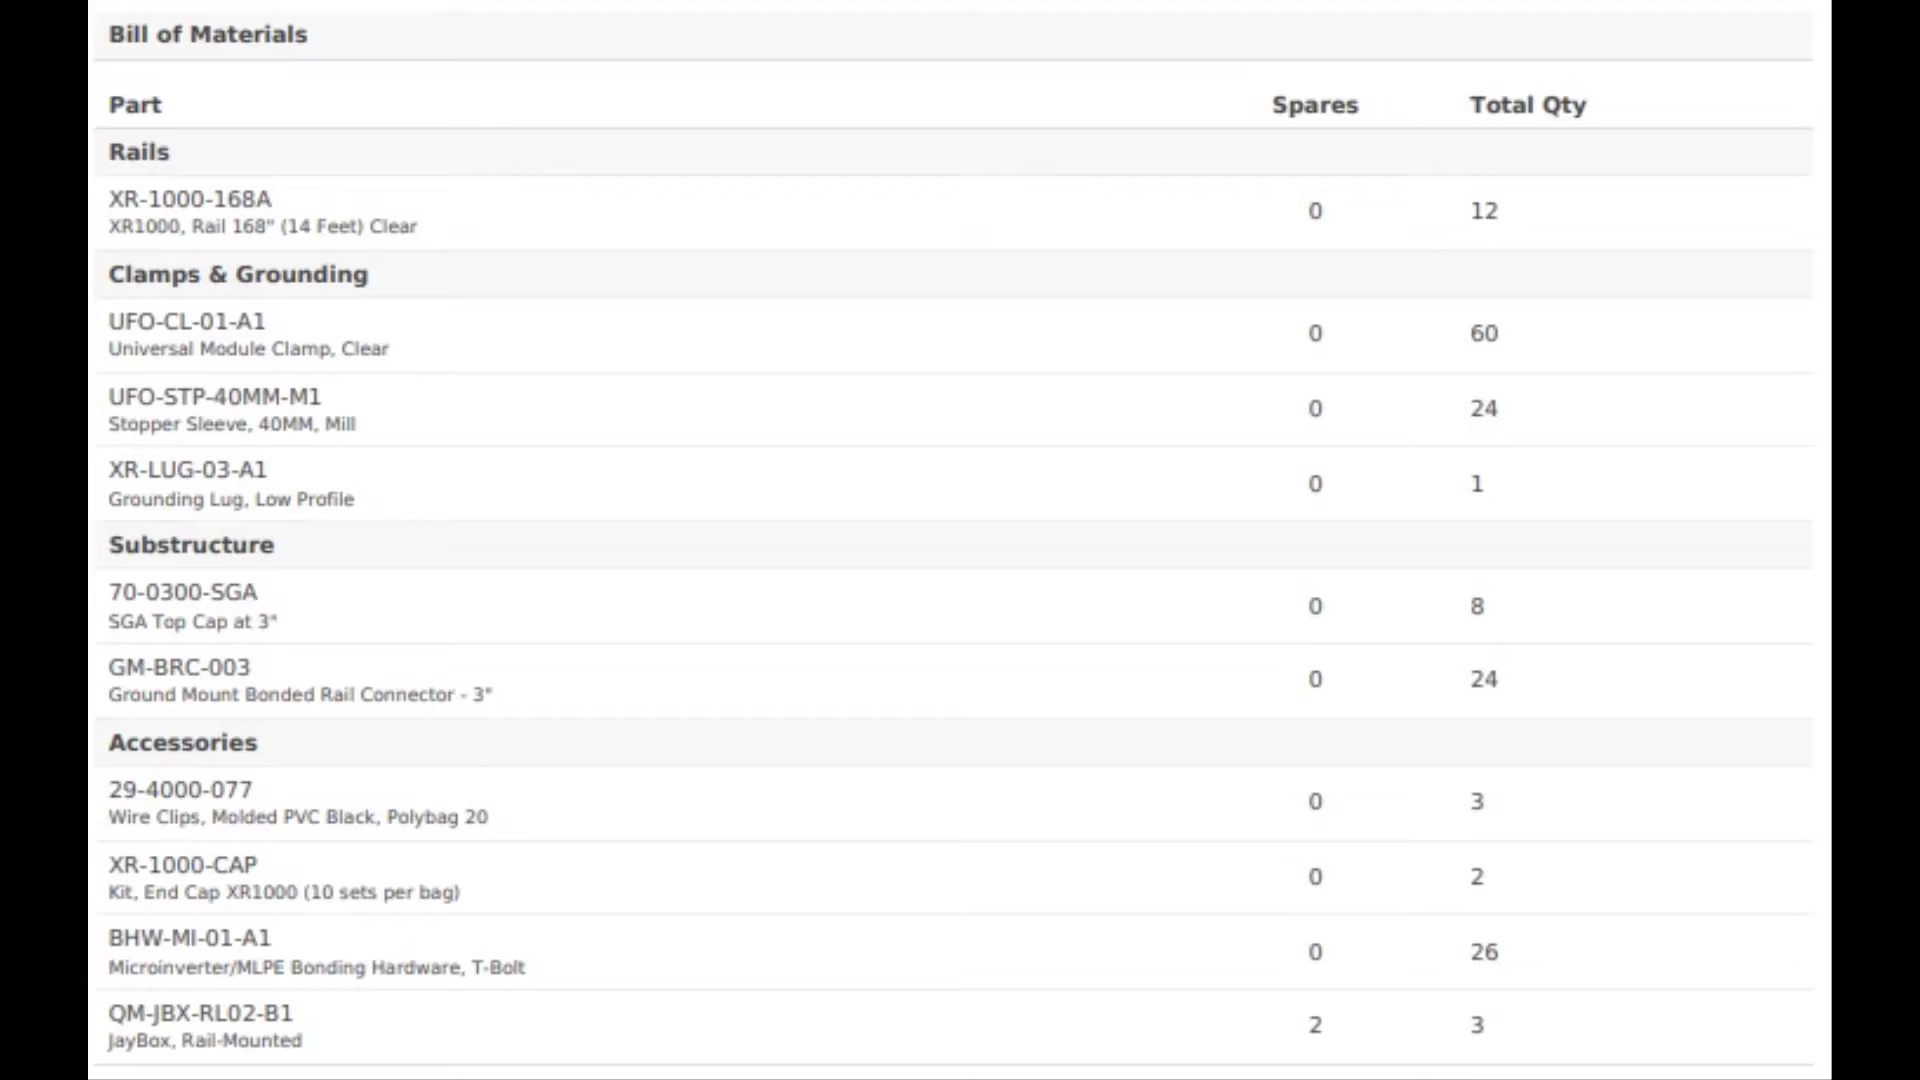 Bill of Materials
Part Spares Total Qty
Rails
XR-1000-168A
XR1000, Rail 168" (14 Feet) Clear
0 12
Clamps & Grounding
UFO-CL-01-A1
Universal Module Clamp, Clear
0 60
UFO-STP-40MM-M1
Stopper Sleeve, 40MM, Mill
0 24
XR-LUG-03-A1
Grounding Lug, Low Profile
0 1
Substructure
70-0300-SGA
SGA Top Cap at 3"
0 8
GM-BRC-003
Ground Mount Bonded Rail Connector - 3"
0 24
Accessories
29-4000-077
Wire Clips, Molded PVC Black, Polybag 20
0 3
XR-1000-CAP
Kit, End Cap XR1000 (10 sets per bag)
0 2
BHW-MI-01-A1
Microinverter/MLPE Bonding Hardware, T-Bolt
0 26
QM-JBX-RL02-B1
JayBox, Rail-Mounted
2 3